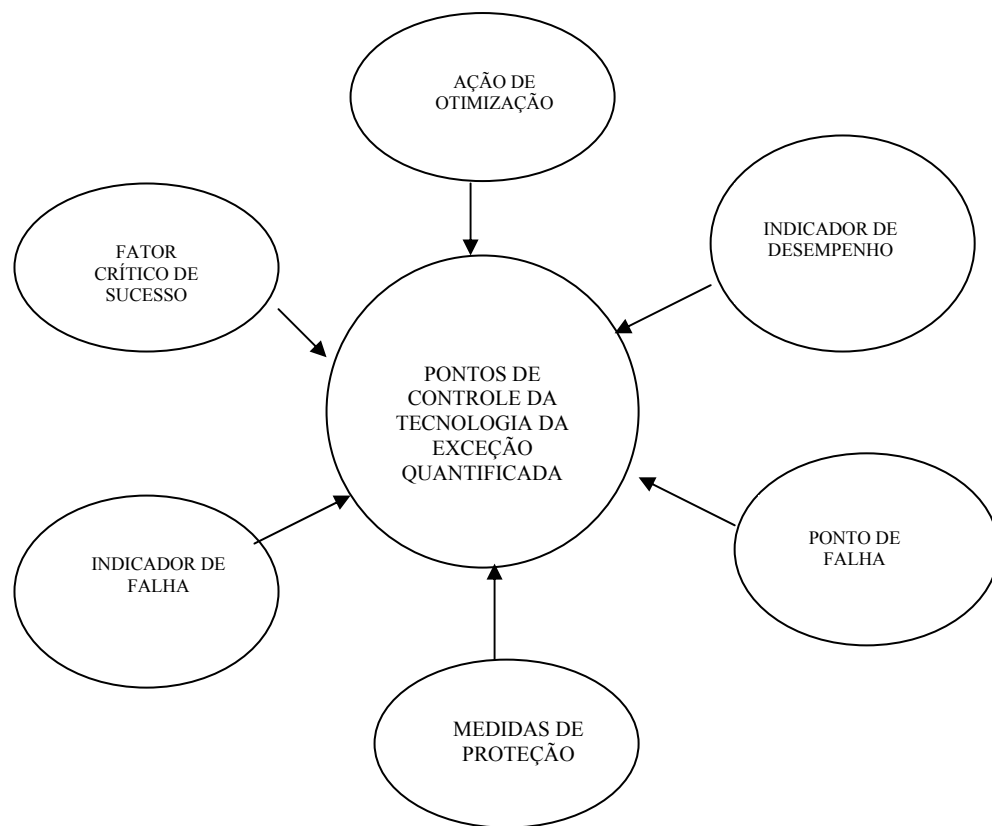 AÇÃO DE
OTIMIZAÇÃO
INDICADOR DE
DESEMPENHO
FATOR
CRÍTICO DE
SUCESSO
PONTOS DE
CONTROLE DA
TECNOLOGIA DA
EXCEÇÃO
QUANTIFICADA
INDICADOR DE
FALHA
PONTO DE
FALHA
MEDIDAS DE
PROTEÇÃO